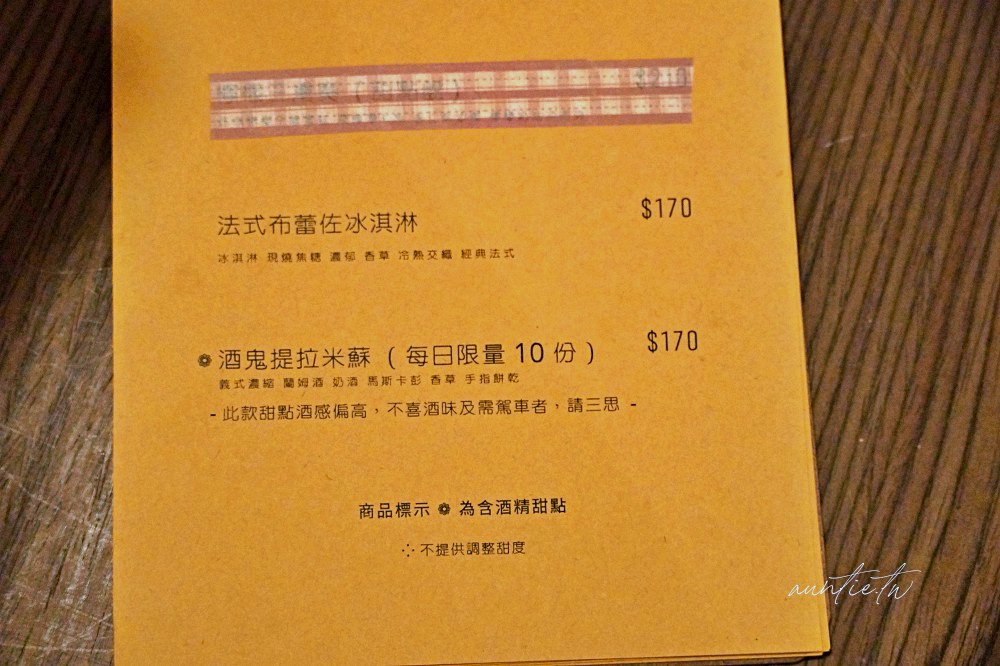 法式布蕾佐冰淇淋 $170
冰淇淋 現燒焦糖 濃郁 香草 冷熱交織 經典法式
❁ 酒鬼提拉米蘇 ( 每日限量 10 份 ) $170
義式濃縮 蘭姆酒 奶酒 馬斯卡彭 香草 手指餅乾
- 此款甜點酒感偏高，不喜酒味及需駕車者，請三思 -
商品標示 ❁ 為含酒精甜點
⁘ 不提供調整甜度
auntie.tw